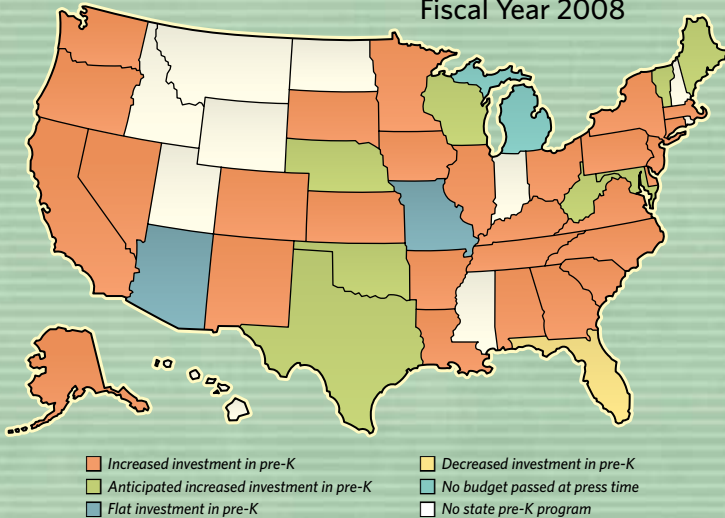 Fiscal Year 2008
Increased investment in pre-K
Anticipated increased investment in pre-K
Flat investment in pre-K
Decreased investment in pre-K
No budget passed at press time
No state pre-K program